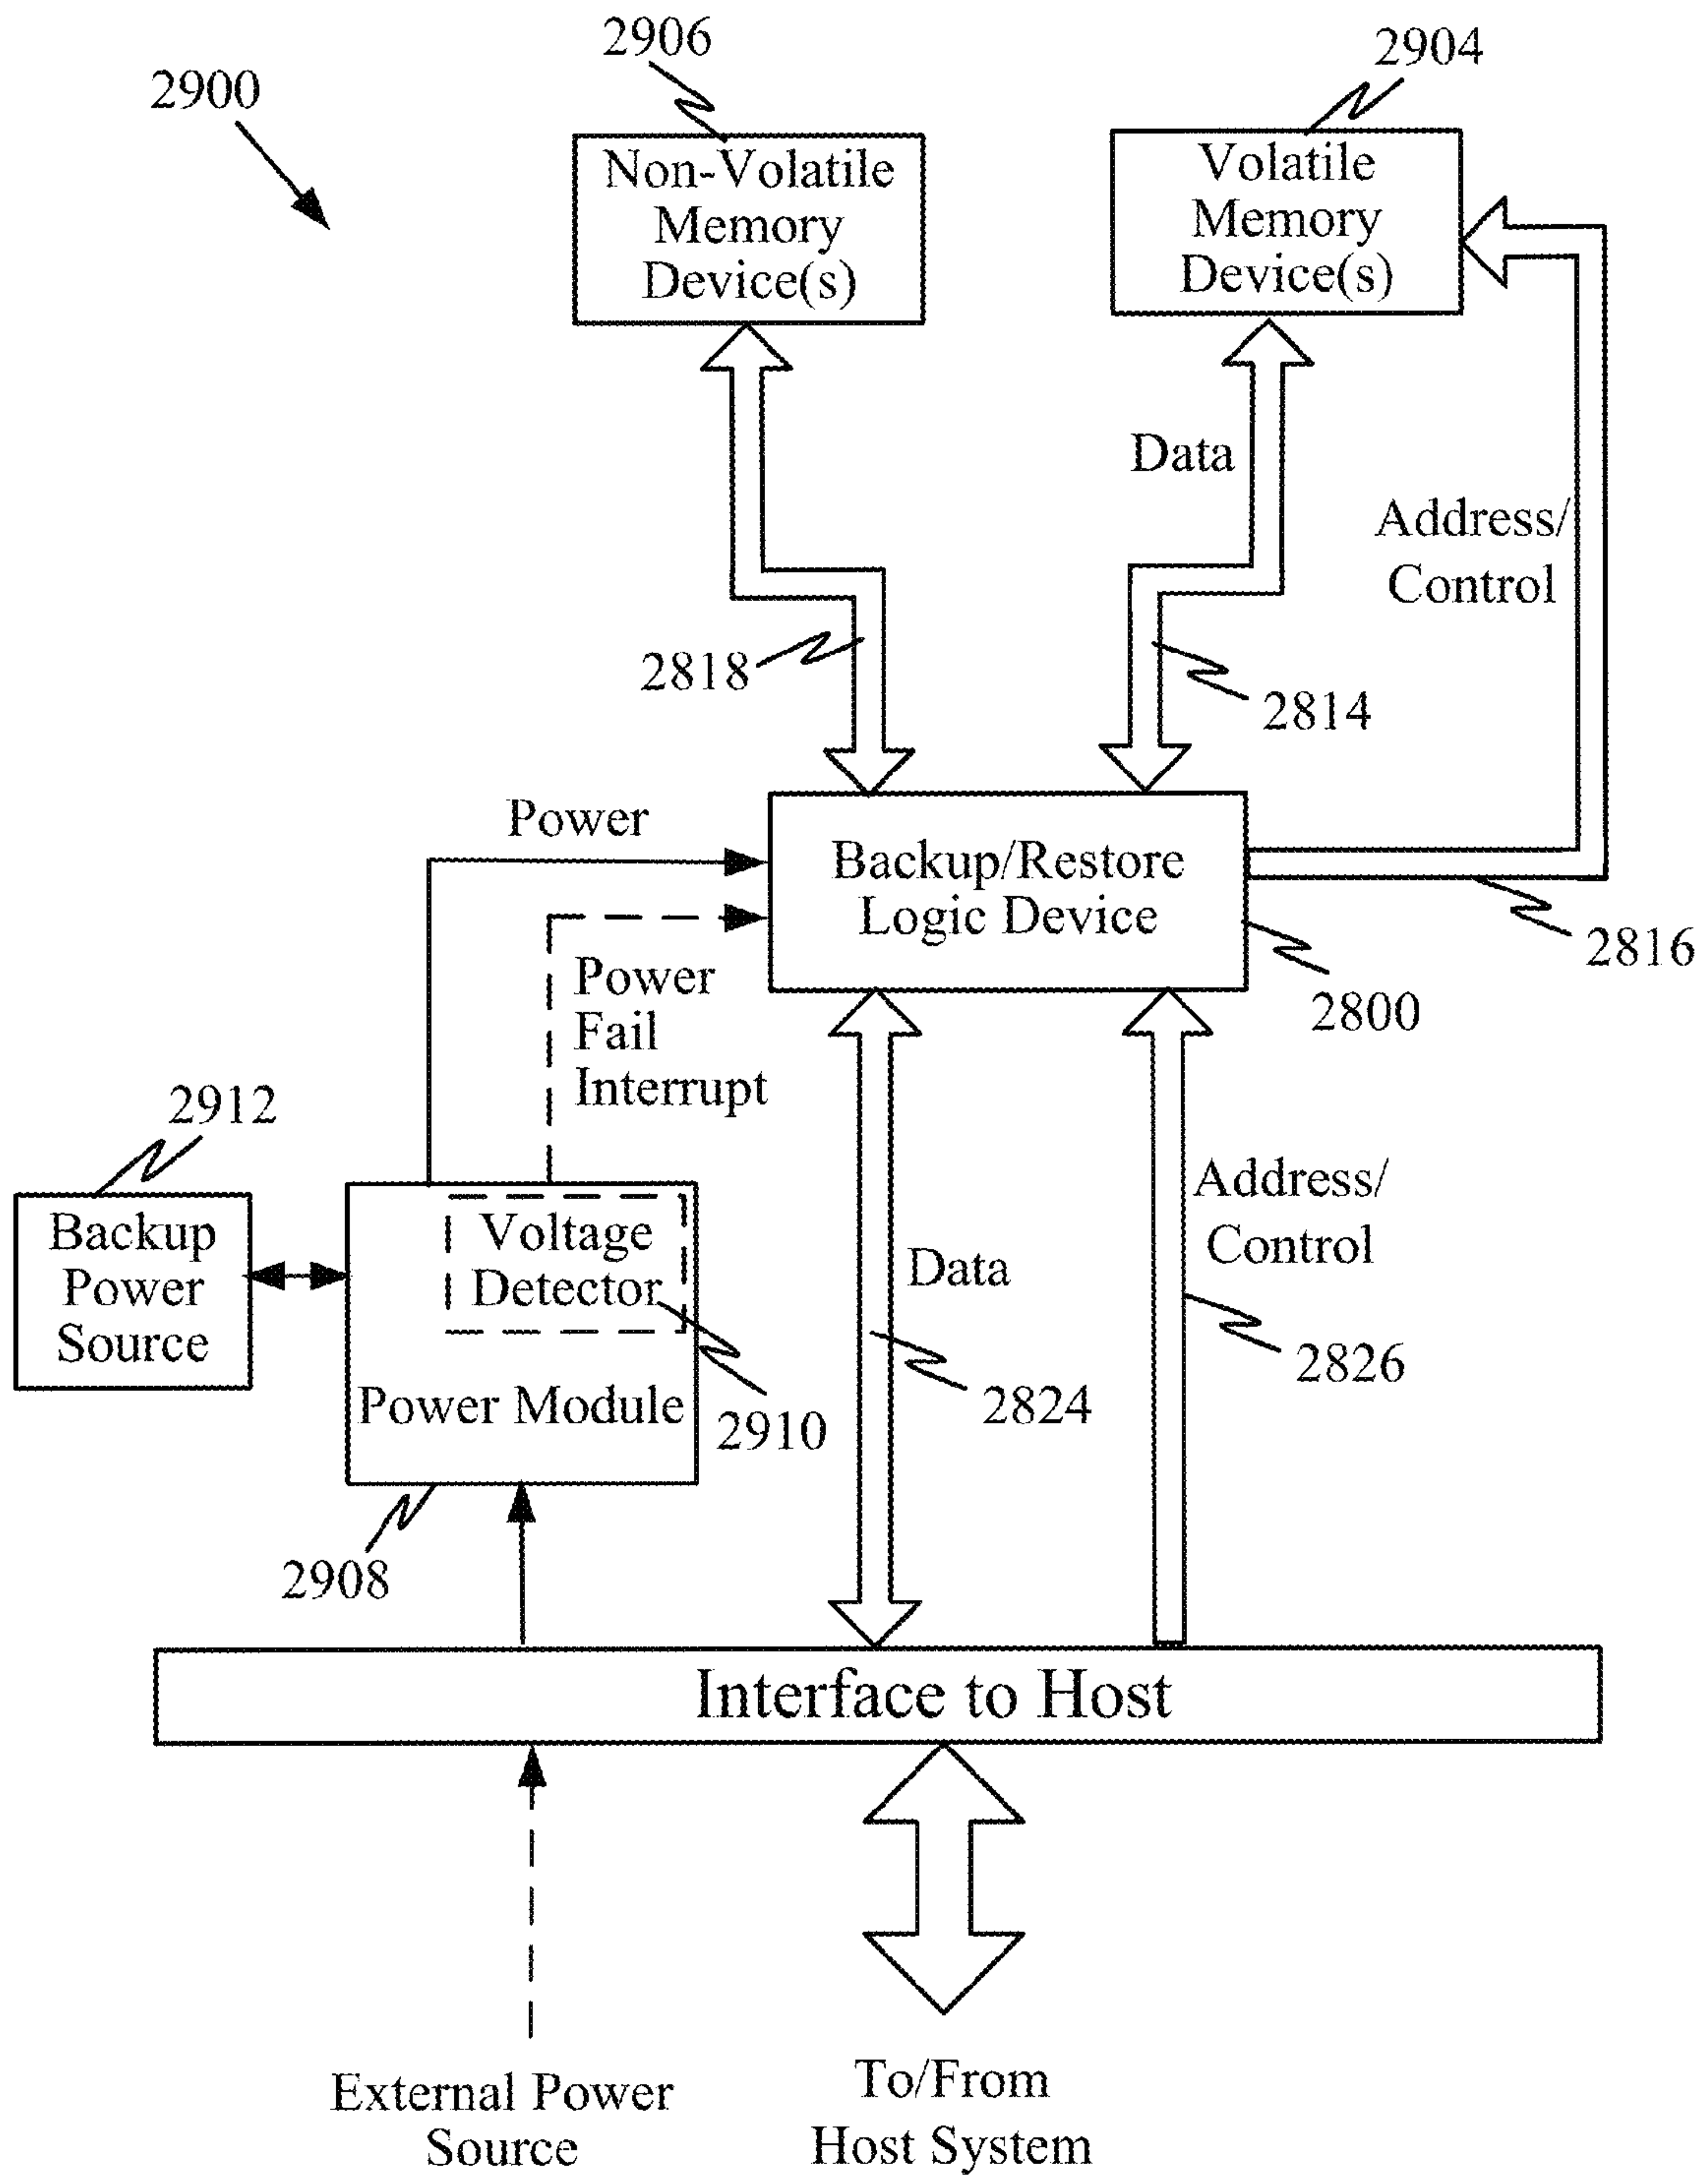 2906
2904
2900
Non-Volatile
Memory
Device(s)
Volatile
Memory
Device(s)
Data
Address/
Control
2818
2814
Power
Backup/Restore
Logic Device
2816
Power
Fail
Interrupt
2800
2912
Backup
Power
Source
Voltage
Detector
Power Module
2910
Data
Address/
Control
2824
2826
2908
Interface to Host
External Power
Source
To/From
Host System